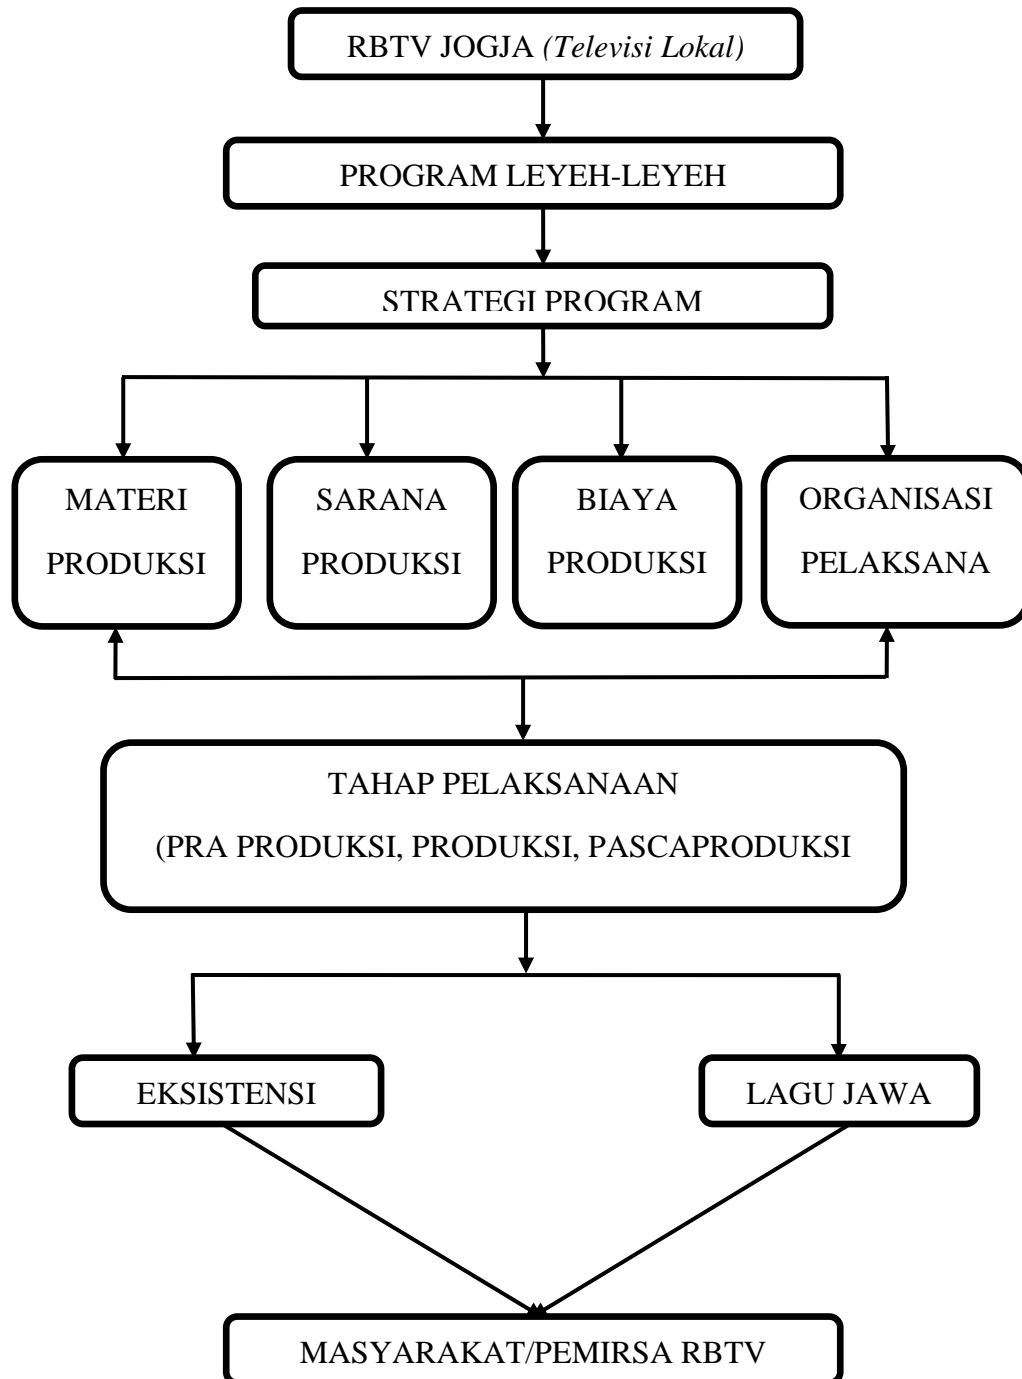 RBTV JOGJA (Televisi Lokal)
PROGRAM LEYEH-LEYEH
STRATEGI PROGRAM
MATERI
PRODUKSI
SARANA
PRODUKSI
BIAYA
PRODUKSI
ORGANISASI
PELAKSANA
TAHAP PELAKSANAAN
(PRA PRODUKSI, PRODUKSI, PASCAPRODUKSI
EKSISTENSI
LAGU JAWA
MASYARAKAT/PEMIRSA RBTV